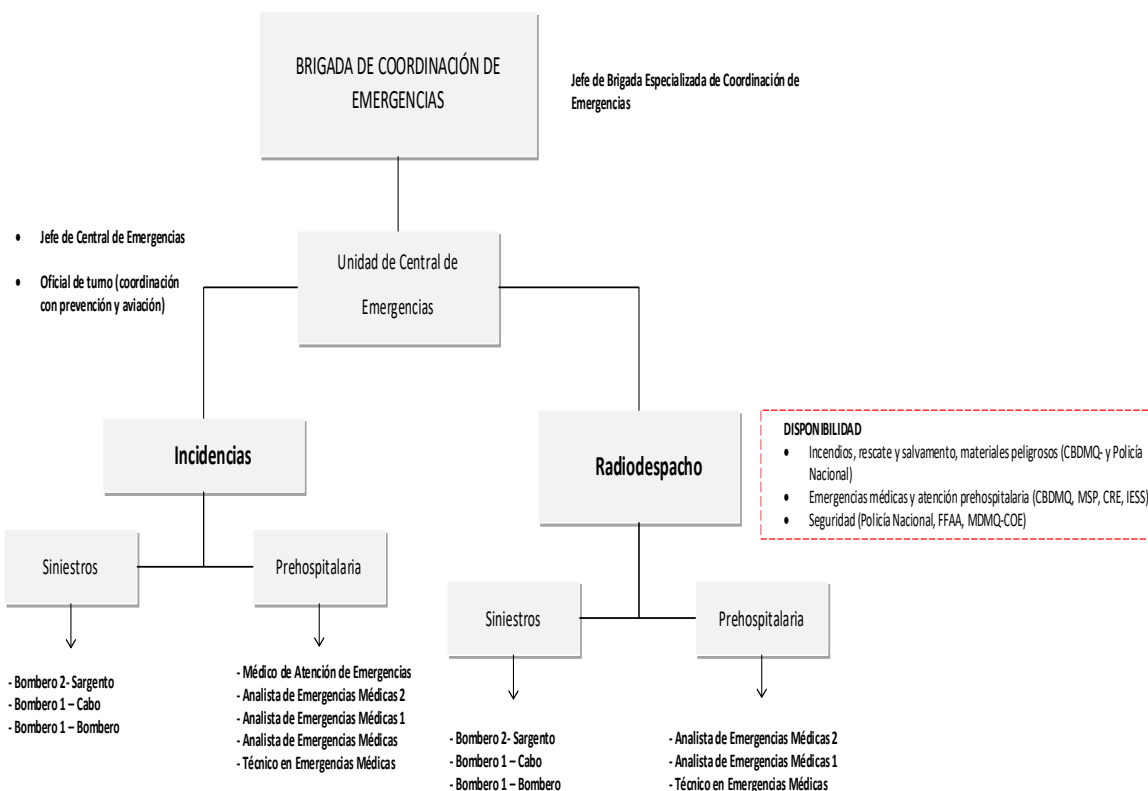 BRIGADA DE COORDINACIÓN DE
EMERGENCIAS
Jefe de Brigada Especializada de Coordinación de
Emergencias
• Jefe de Central de Emergencias
• Oficial de turno (coordinación
con prevención y aviación)
Unidad de Central de
Emergencias
Incidencias
Radiodespacho
DISPONIBILIDAD
• Incendios, rescate y salvamento, materiales peligrosos (CBDMQ- y Policía
Nacional)
• Emergencias médicas y atención prehospitalaria (CBDMQ, MSP, CRE, IESS)
• Seguridad (Policía Nacional, FFAA, MDMQ-COE)
Siniestros
Prehospitalaria
- Bombero 2- Sargento
- Bombero 1 – Cabo
- Bombero 1 – Bombero
- Médico de Atención de Emergencias
- Analista de Emergencias Médicas 2
- Analista de Emergencias Médicas 1
- Analista de Emergencias Médicas
- Técnico en Emergencias Médicas
Siniestros
Prehospitalaria
- Bombero 2- Sargento
- Bombero 1 – Cabo
- Bombero 1 – Bombero
- Analista de Emergencias Médicas 2
- Analista de Emergencias Médicas 1
- Técnico en Emergencias Médicas